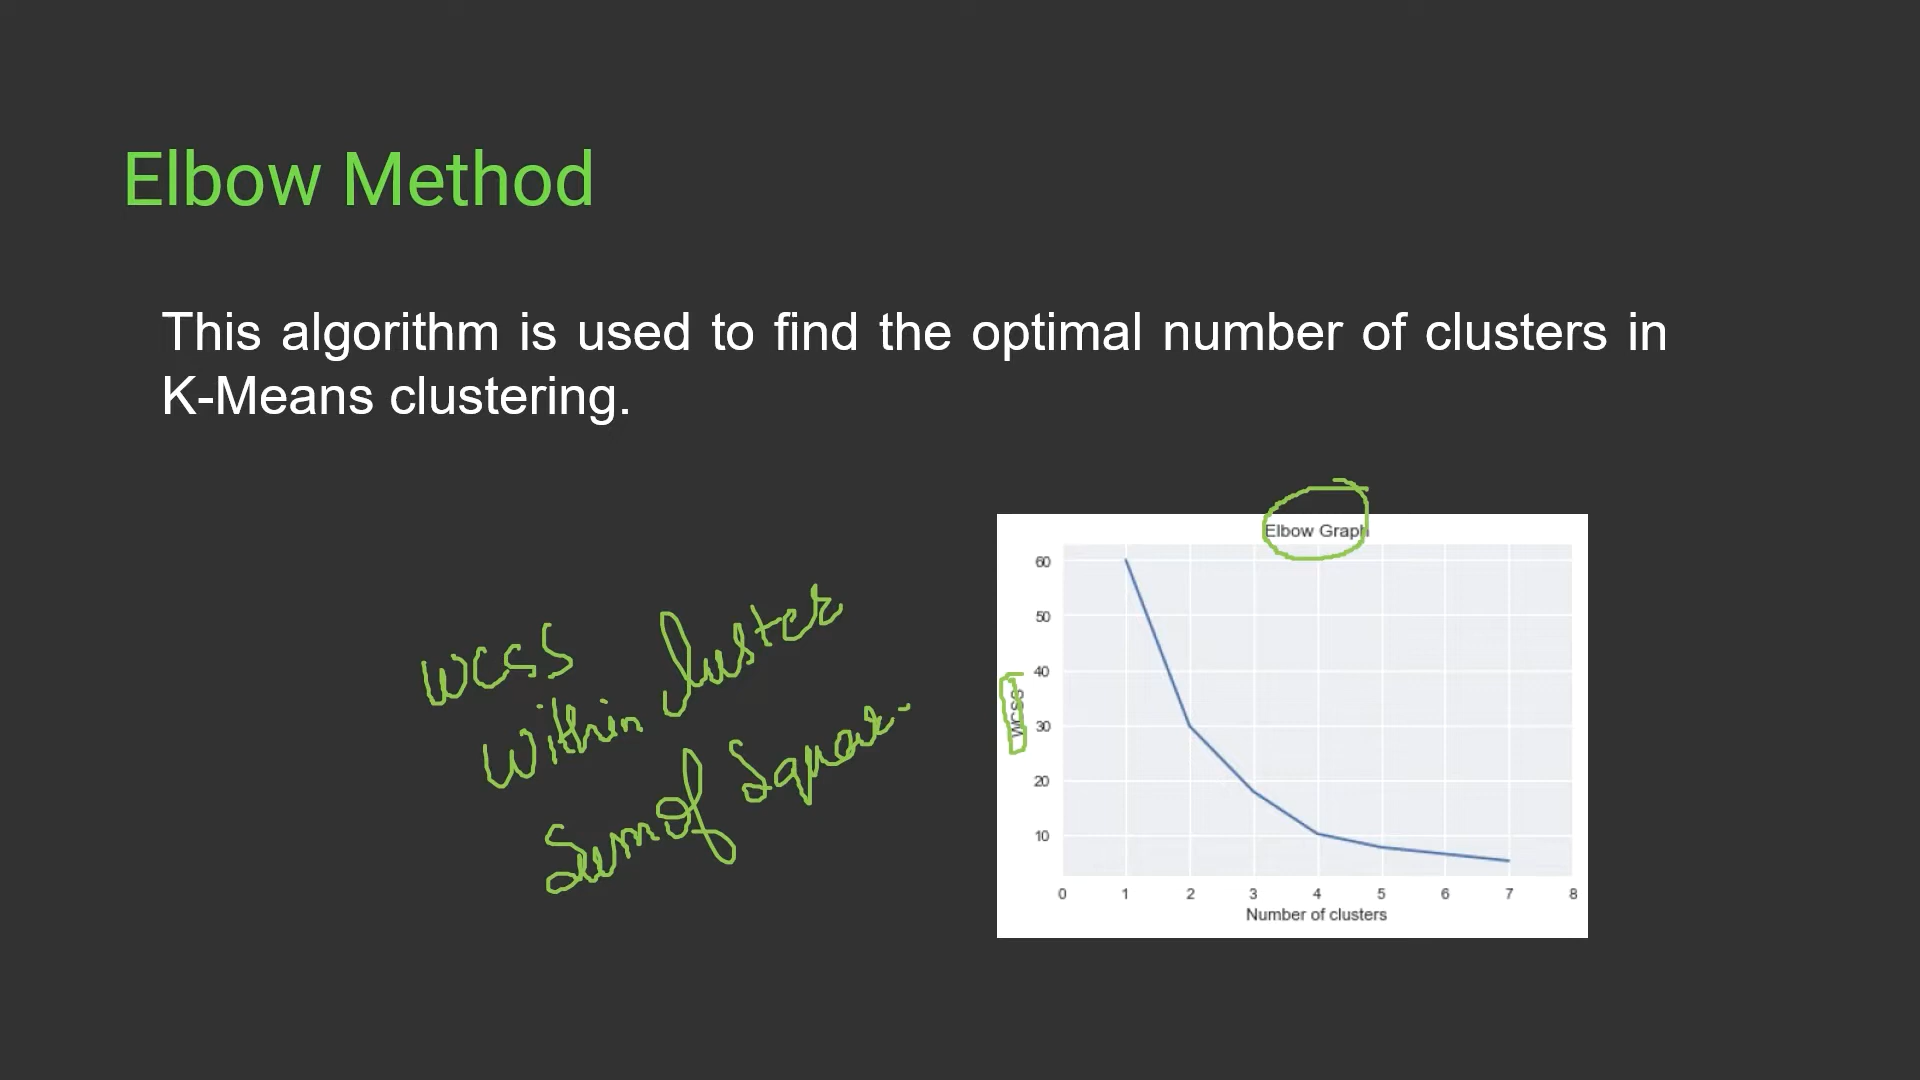 Elbow Method
This algorithm is used to find the optimal number of clusters in
K-Means clustering.
WCSS
Within Cluster
Sum of Square
Elbow Graph
60
50
40
30
20
10
WCSS
0 1 2 3 4 5 6 7 8
Number of clusters